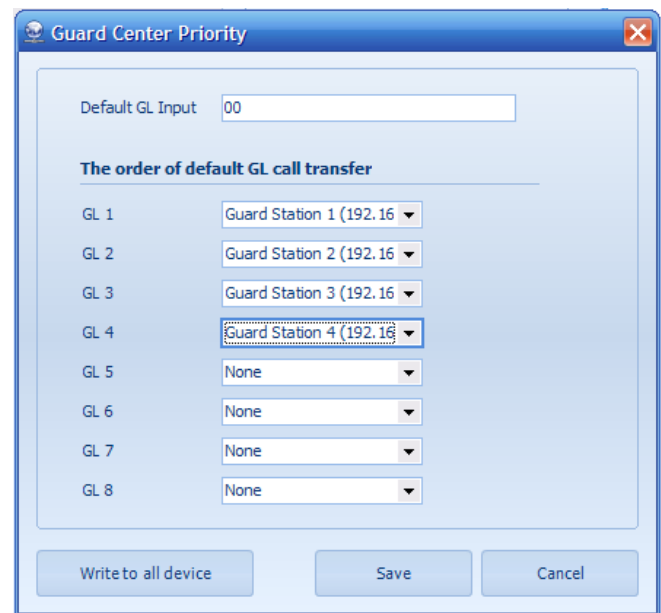 Guard Center Priority
Default GL Input 00
The order of default GL call transfer
GL 1 Guard Station 1 (192.16
GL 2 Guard Station 2 (192.16
GL 3 Guard Station 3 (192.16
GL 4 Guard Station 4 (192.16
GL 5 None
GL 6 None
GL 7 None
GL 8 None
Write to all device Save Cancel